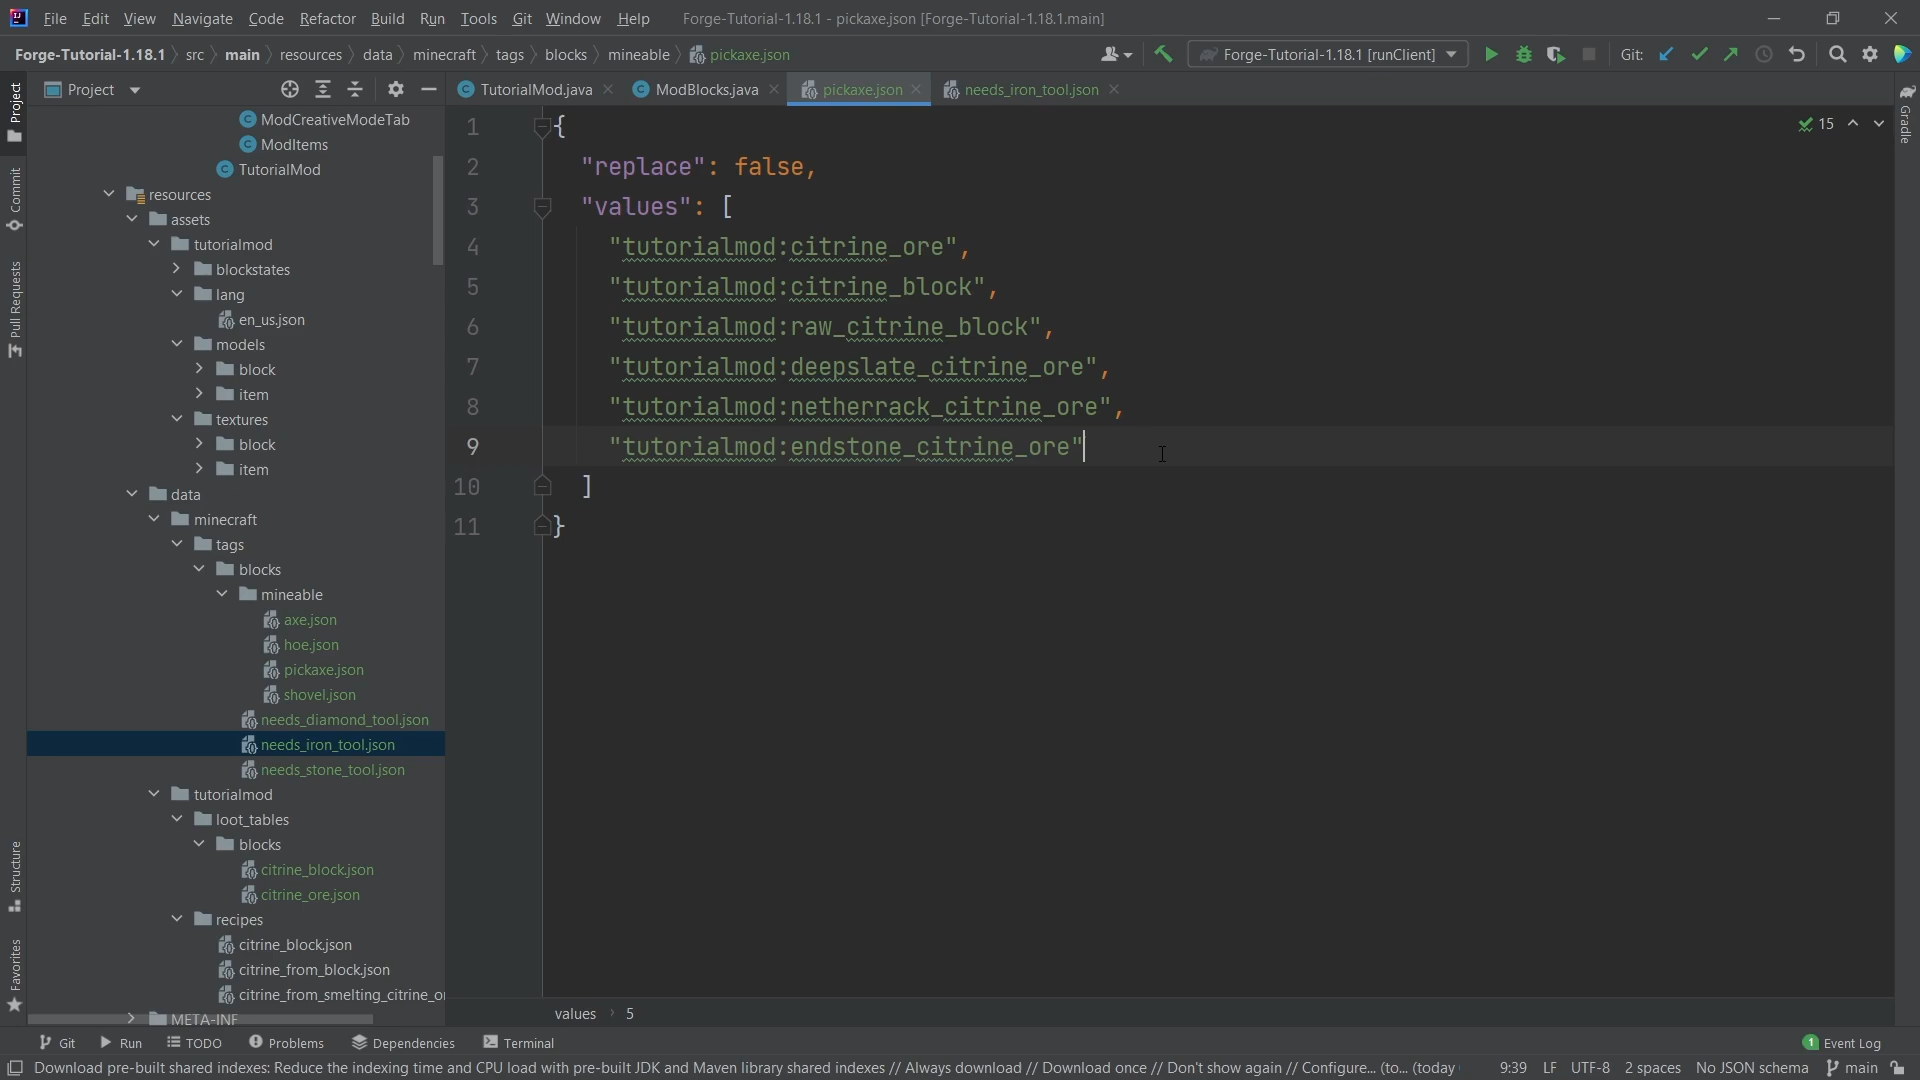 File Edit View Navigate Code Refactor Build Run Tools Git Window Help Forge-Tutorial-1.18.1 - pickaxe.json [Forge-Tutorial-1.18.1.main]
Forge-Tutorial-1.18.1 src main resources data minecraft tags blocks mineable pickaxe.json Forge-Tutorial-1.18.1 [runClient] Git:
Project
TutorialMod.java ModBlocks.java pickaxe.json needs_iron_tool.json
Project
Commit
Pull Requests
Structure
Favorites
Gradle
ModCreativeModeTab
ModItems
TutorialMod
resources
assets
tutorialmod
blockstates
lang
en_us.json
models
block
item
textures
block
item
data
minecraft
tags
blocks
mineable
axe.json
hoe.json
pickaxe.json
shovel.json
needs_diamond_tool.json
needs_iron_tool.json
needs_stone_tool.json
tutorialmod
loot_tables
blocks
citrine_block.json
citrine_ore.json
recipes
citrine_block.json
citrine_from_block.json
citrine_from_smelting_citrine_o
META-INF
15
1 {
2 "replace": false,
3 "values": [
4 "tutorialmod:citrine_ore",
5 "tutorialmod:citrine_block",
6 "tutorialmod:raw_citrine_block",
7 "tutorialmod:deepslate_citrine_ore",
8 "tutorialmod:netherrack_citrine_ore",
9 "tutorialmod:endstone_citrine_ore"
10 ]
11 }
values 5
Git Run TODO Problems Dependencies Terminal 1 Event Log
Download pre-built shared indexes: Reduce the indexing time and CPU load with pre-built JDK and Maven library shared indexes // Always download // Download once // Don't show again // Configure... (to... (today 9:39 LF UTF-8 2 spaces No JSON schema main